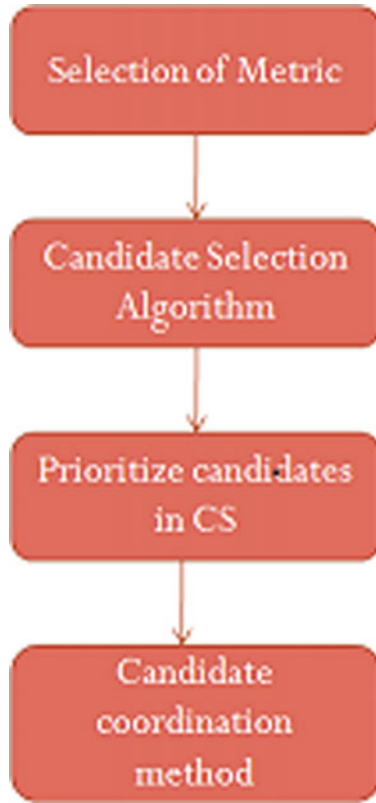 Selection of Metric
Candidate Selection
Algorithm
Prioritize candidates
in CS
Candidate
coordination
method